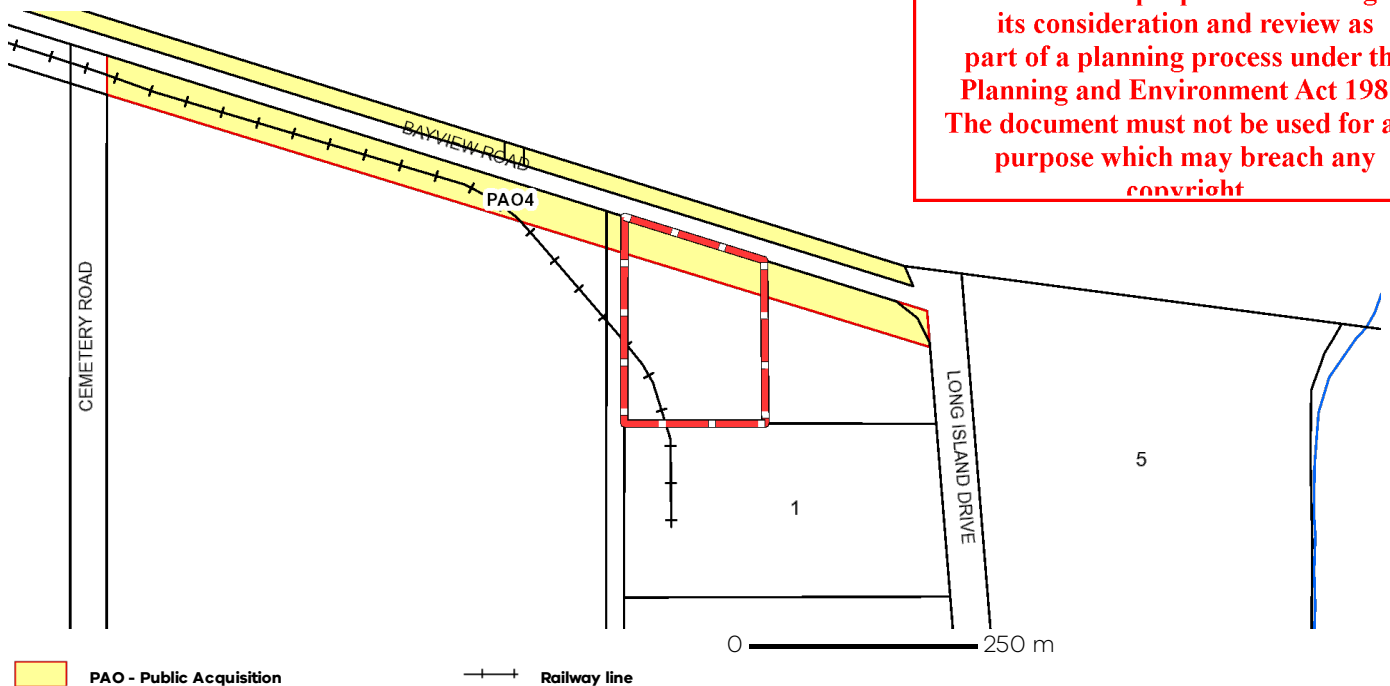 its consideration and review as
part of a planning process under th
Planning and Environment Act 198
The document must not be used for a
purpose which may breach any
copyright
BAYVIEW ROAD
PAO4
CEMETERY ROAD
LONG ISLAND DRIVE
5
1
0 250 m
PAO - Public Acquisition
Railway line